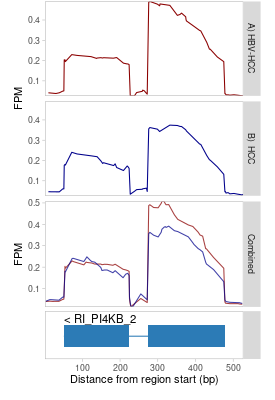 0.4
0.3
0.2
0.1
A) HBV-HCC
FPM
0.4
0.3
0.2
0.1
B) HCC
0.5
0.4
0.3
0.2
0.1
FPM
Combined
< RI_PI4KB_2
100 200 300 400 500
Distance from region start (bp)